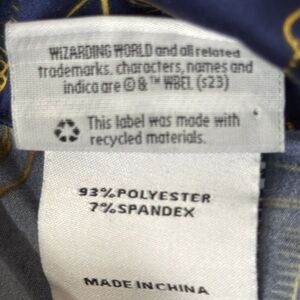 WIZARDING WORLD and all related
trademarks, characters, names and
indicia are © & ™ WBEI. (s23)
This label was made with
recycled materials.
93%POLYESTER
7%SPANDEX
MADE IN CHINA